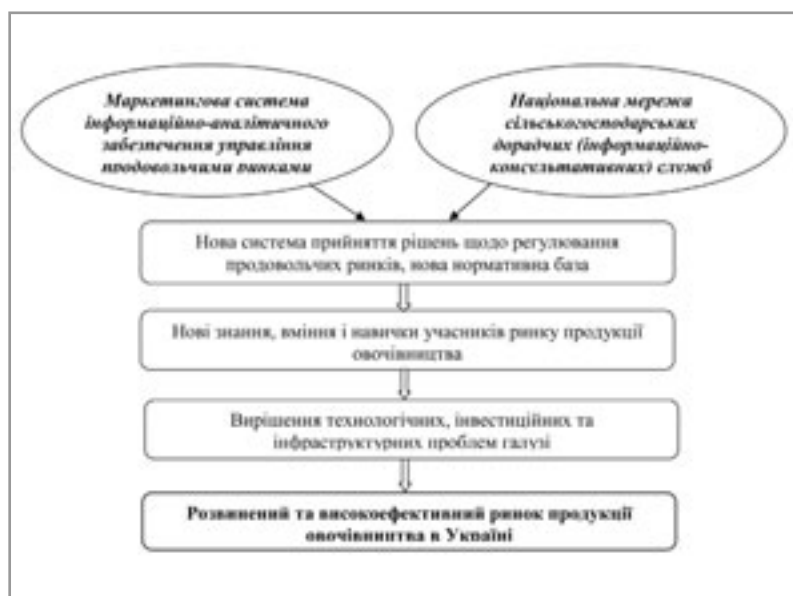 Маркетингова система
інформаційно-аналітичного
забезпечення управління
продовольчими ринками
Національна мережа
сільськогосподарських
дорадчих (інформаційно-
консультативних) служб
Нова система прийняття рішень щодо регулювання
продовольчих ринків, нова нормативна база
Нові знання, вміння і навички учасників ринку продукції
овочівництва
Вирішення технологічних, інвестиційних та
інфраструктурних проблем галузі
Розвинений та високоефективний ринок продукції
овочівництва в Україні